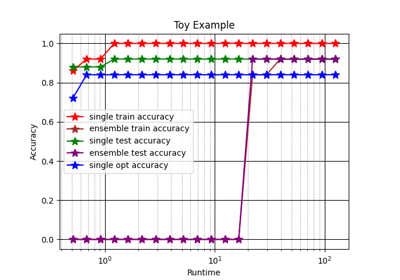 Toy Example
1.0
0.8
0.6
0.4
0.2
0.0
Accuracy
single train accuracy
ensemble train accuracy
single test accuracy
ensemble test accuracy
single opt accuracy
10⁰
10¹
10²
Runtime